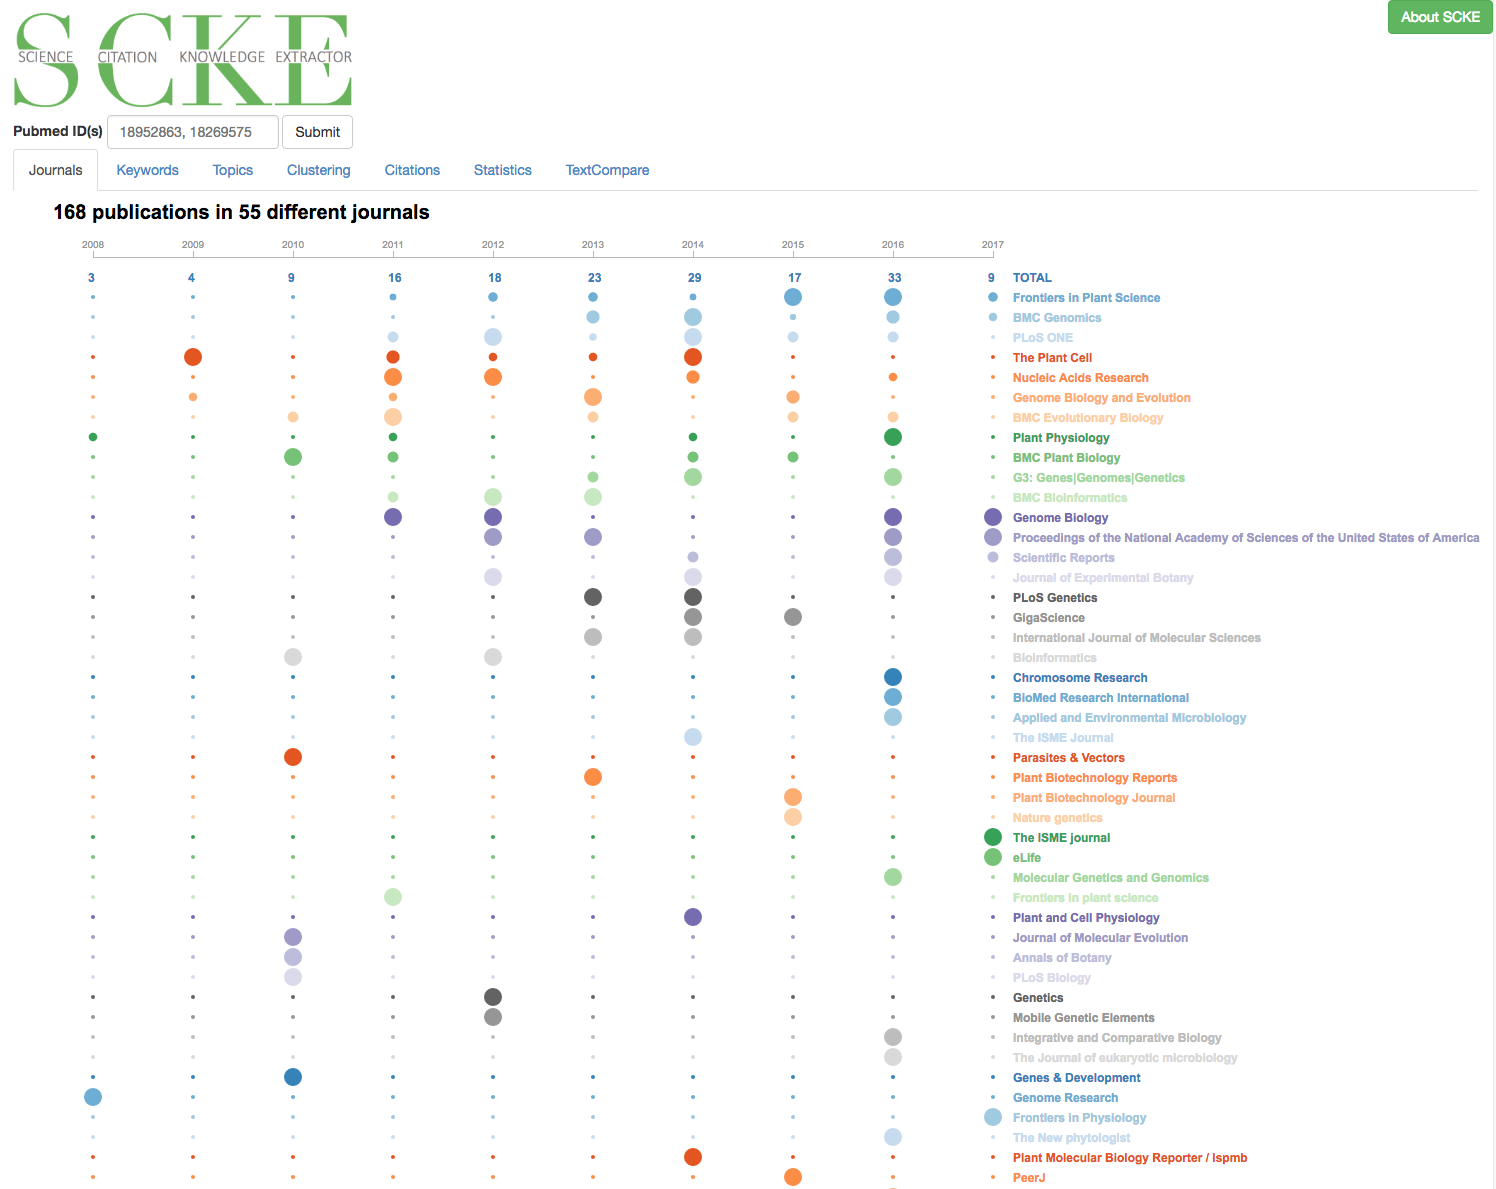 About SCKE
SCKE
SCIENCE CITATION KNOWLEDGE EXTRACTOR
Pubmed ID(s) 18952863, 18269575 Submit
Journals Keywords Topics Clustering Citations Statistics TextCompare
168 publications in 55 different journals
2008 2009 2010 2011 2012 2013 2014 2015 2016 2017
3 4 9 16 18 23 29 17 33 9 TOTAL
Frontiers in Plant Science
BMC Genomics
PLoS ONE
The Plant Cell
Nucleic Acids Research
Genome Biology and Evolution
BMC Evolutionary Biology
Plant Physiology
BMC Plant Biology
G3: Genes|Genomes|Genetics
BMC Bioinformatics
Genome Biology
Proceedings of the National Academy of Sciences of the United States of America
Scientific Reports
Journal of Experimental Botany
PLoS Genetics
GigaScience
International Journal of Molecular Sciences
Bioinformatics
Chromosome Research
BioMed Research International
Applied and Environmental Microbiology
The ISME Journal
Parasites & Vectors
Plant Biotechnology Reports
Plant Biotechnology Journal
Nature genetics
The ISME journal
eLife
Molecular Genetics and Genomics
Frontiers in plant science
Plant and Cell Physiology
Journal of Molecular Evolution
Annals of Botany
PLoS Biology
Genetics
Mobile Genetic Elements
Integrative and Comparative Biology
The Journal of eukaryotic microbiology
Genes & Development
Genome Research
Frontiers in Physiology
The New phytologist
Plant Molecular Biology Reporter / Ispmb
PeerJ